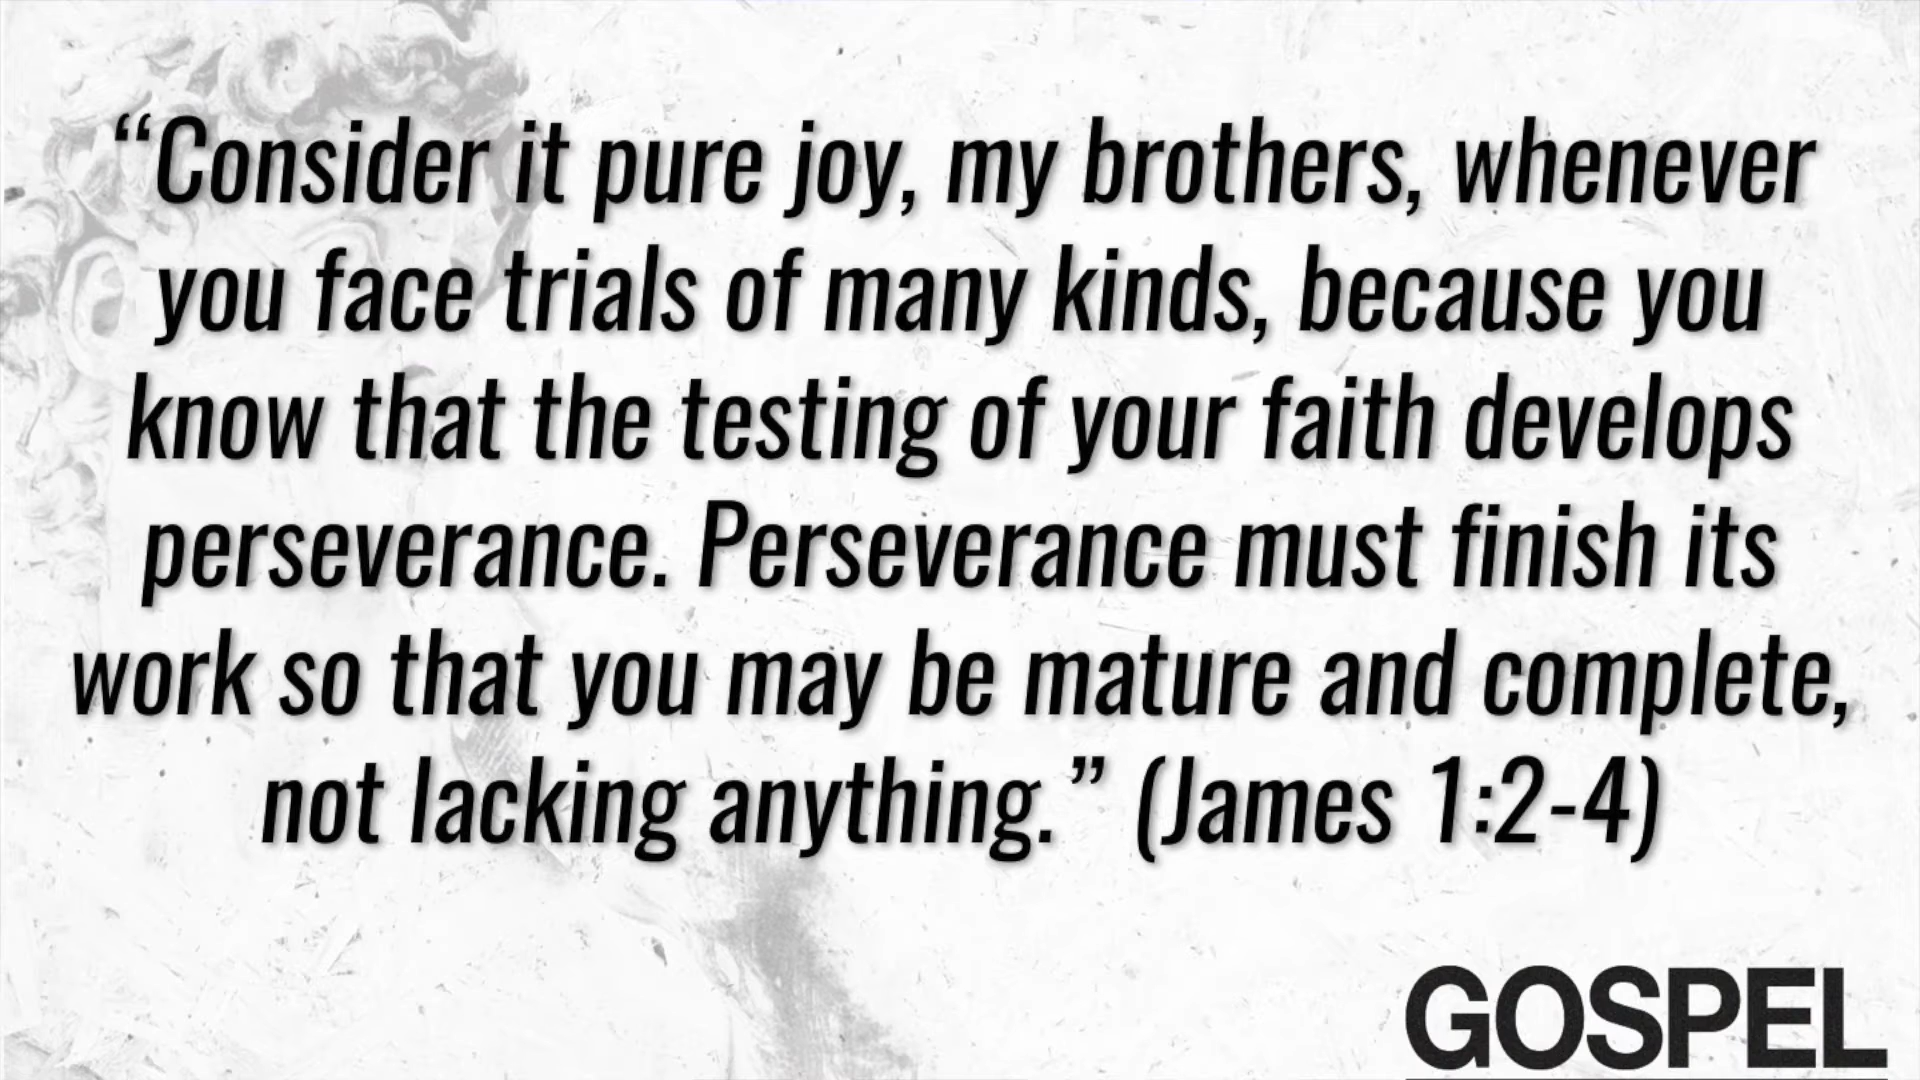 “Consider it pure joy, my brothers, whenever
you face trials of many kinds, because you
know that the testing of your faith develops
perseverance. Perseverance must finish its
work so that you may be mature and complete,
not lacking anything.” (James 1:2-4)
GOSPEL